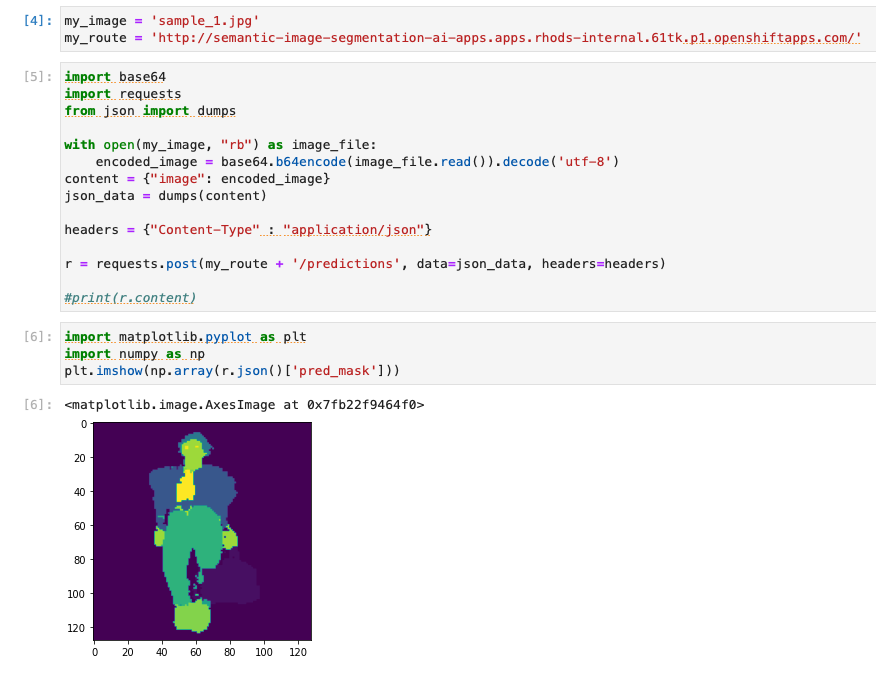 [4]: my_image = 'sample_1.jpg'
my_route = 'http://semantic-image-segmentation-ai-apps.apps.rhods-internal.61tk.p1.openshiftapps.com/'
[5]: import base64
import requests
from json import dumps
with open(my_image, "rb") as image_file:
    encoded_image = base64.b64encode(image_file.read()).decode('utf-8')
content = {"image": encoded_image}
json_data = dumps(content)
headers = {"Content-Type" : "application/json"}
r = requests.post(my_route + '/predictions', data=json_data, headers=headers)
#print(r.content)
[6]: import matplotlib.pyplot as plt
import numpy as np
plt.imshow(np.array(r.json()['pred_mask']))
[6]: <matplotlib.image.AxesImage at 0x7fb22f9464f0>
0
20
40
60
80
100
120
0 20 40 60 80 100 120